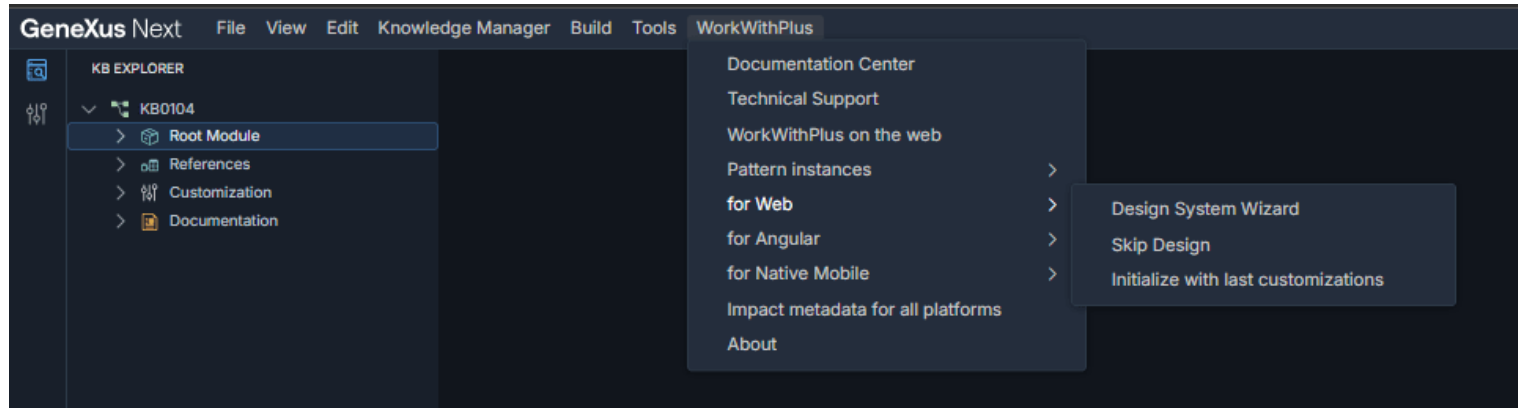 GeneXus Next File View Edit Knowledge Manager Build Tools WorkWithPlus
KB EXPLORER
KB0104
Root Module
References
Customization
Documentation
Documentation Center
Technical Support
WorkWithPlus on the web
Pattern instances
for Web
for Angular
for Native Mobile
Impact metadata for all platforms
About
Design System Wizard
Skip Design
Initialize with last customizations